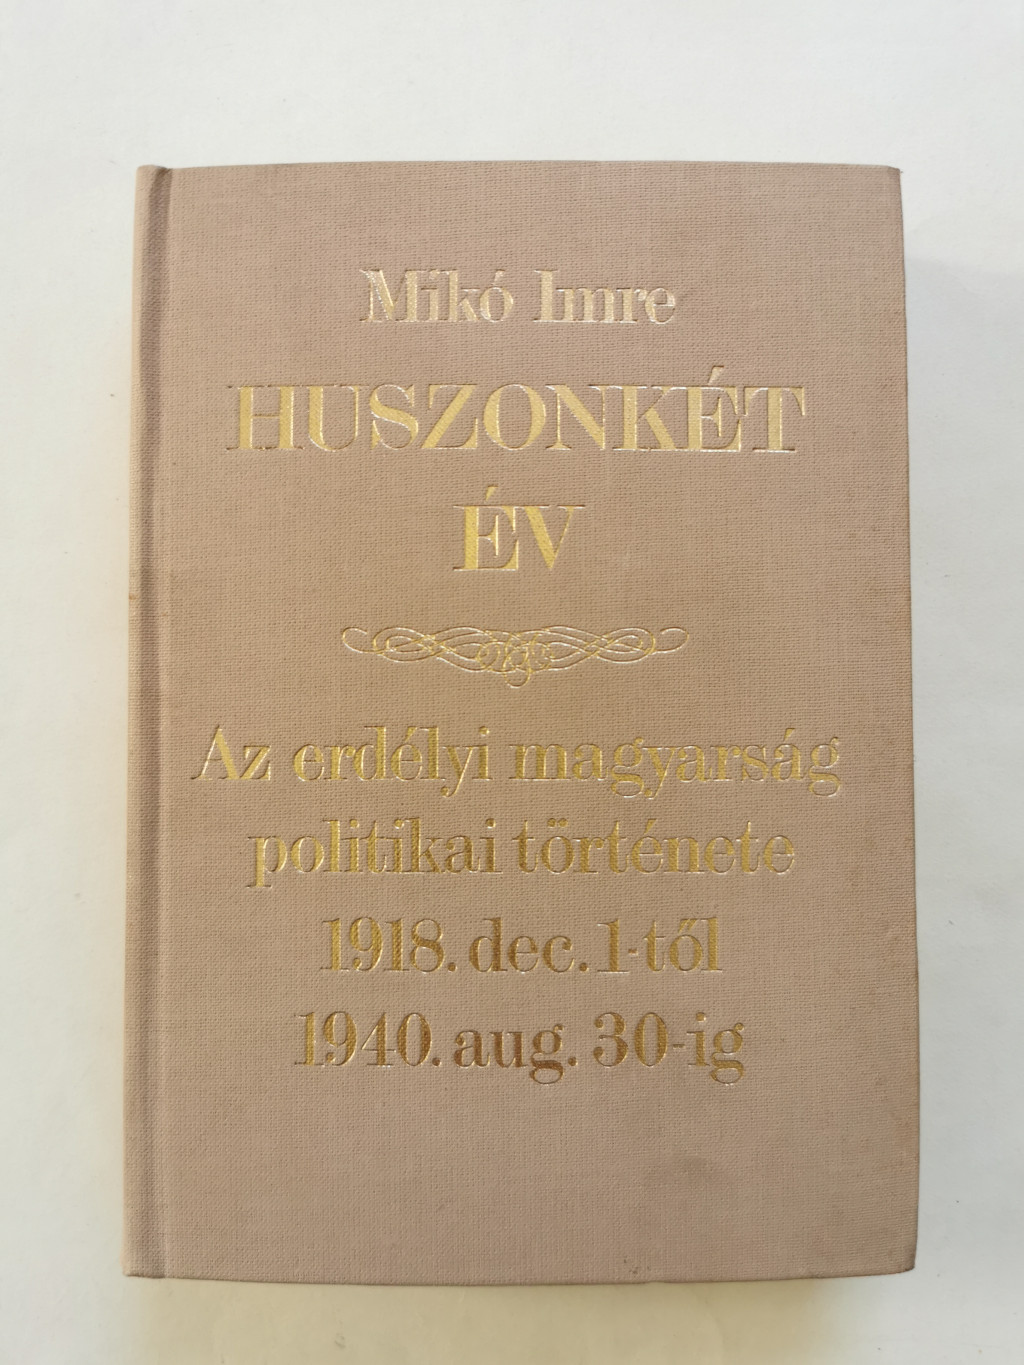 Mikó Imre
HUSZONKÉT
ÉV
Az erdélyi magyarság
politikai története
1918. dec. 1-től
1940. aug. 30-ig